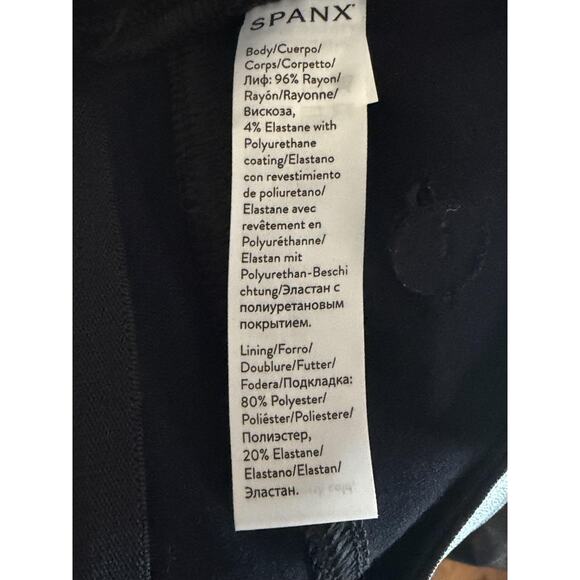 SPANX
Body/Cuerpo/
Corps/Corpetto/
Лиф: 96% Rayon/
Rayón/Rayonne/
Вискоза,
4% Elastane with
Polyurethane
coating/Elastano
con revestimiento
de poliuretano/
Elastane avec
revêtement en
Polyuréthanne/
Elastan mit
Polyurethan-Beschi
chtung/Эластан с
полиуретановым
покрытием.
Lining/Forro/
Doublure/Futter/
Fodera/Подкладка:
80% Polyester/
Poliéster/Poliestere/
Полиэстер,
20% Elastane/
Elastano/Elastan/
Эластан.